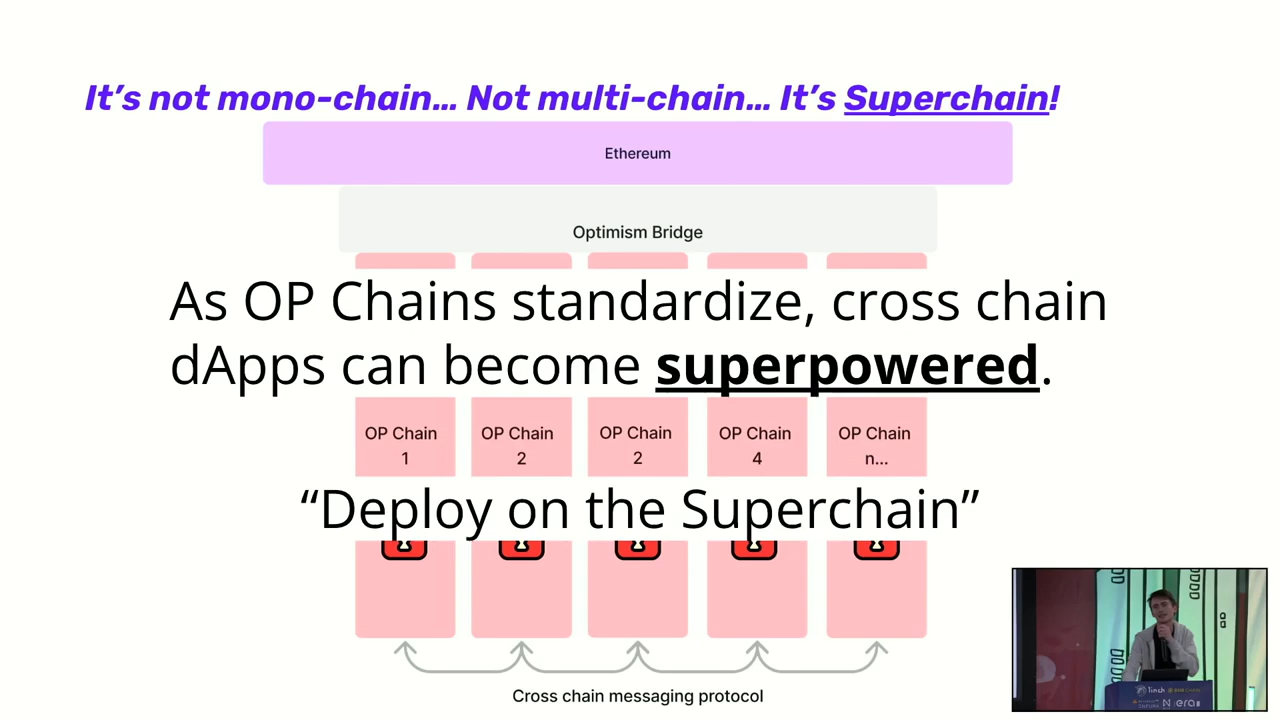 It's not mono-chain... Not multi-chain... It's Superchain!
Ethereum
Optimism Bridge
As OP Chains standardize, cross chain
dApps can become superpowered.
OP Chain
1
OP Chain
2
OP Chain
2
OP Chain
4
OP Chain
n...
“Deploy on the Superchain”
Cross chain messaging protocol